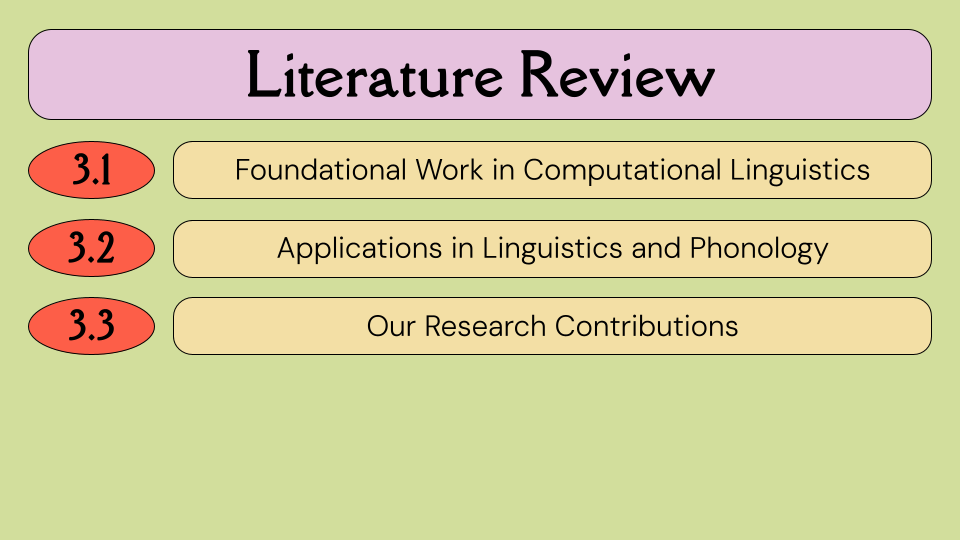 Literature Review
3.1 Foundational Work in Computational Linguistics
3.2 Applications in Linguistics and Phonology
3.3 Our Research Contributions